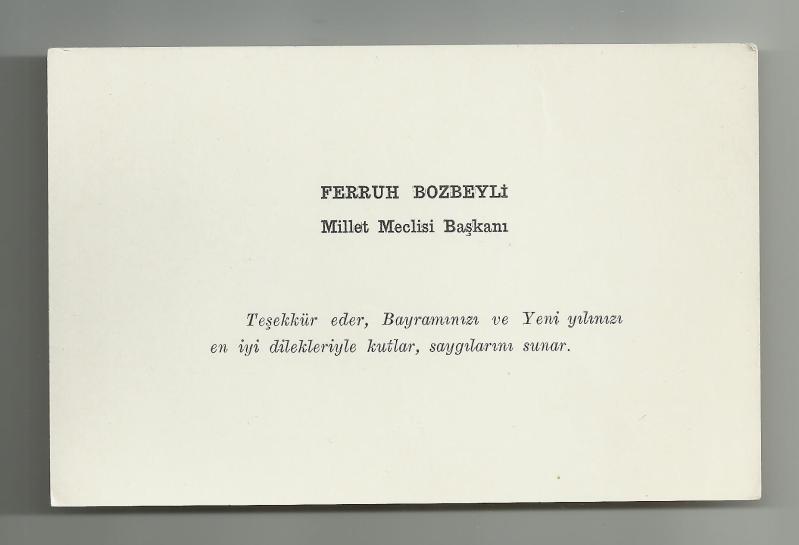 FERRUH BOZBEYLİ
Millet Meclisi Başkanı
Teşekkür eder, Bayramınızı ve Yeni yılınızı
en iyi dilekleriyle kutlar, saygılarını sunar.